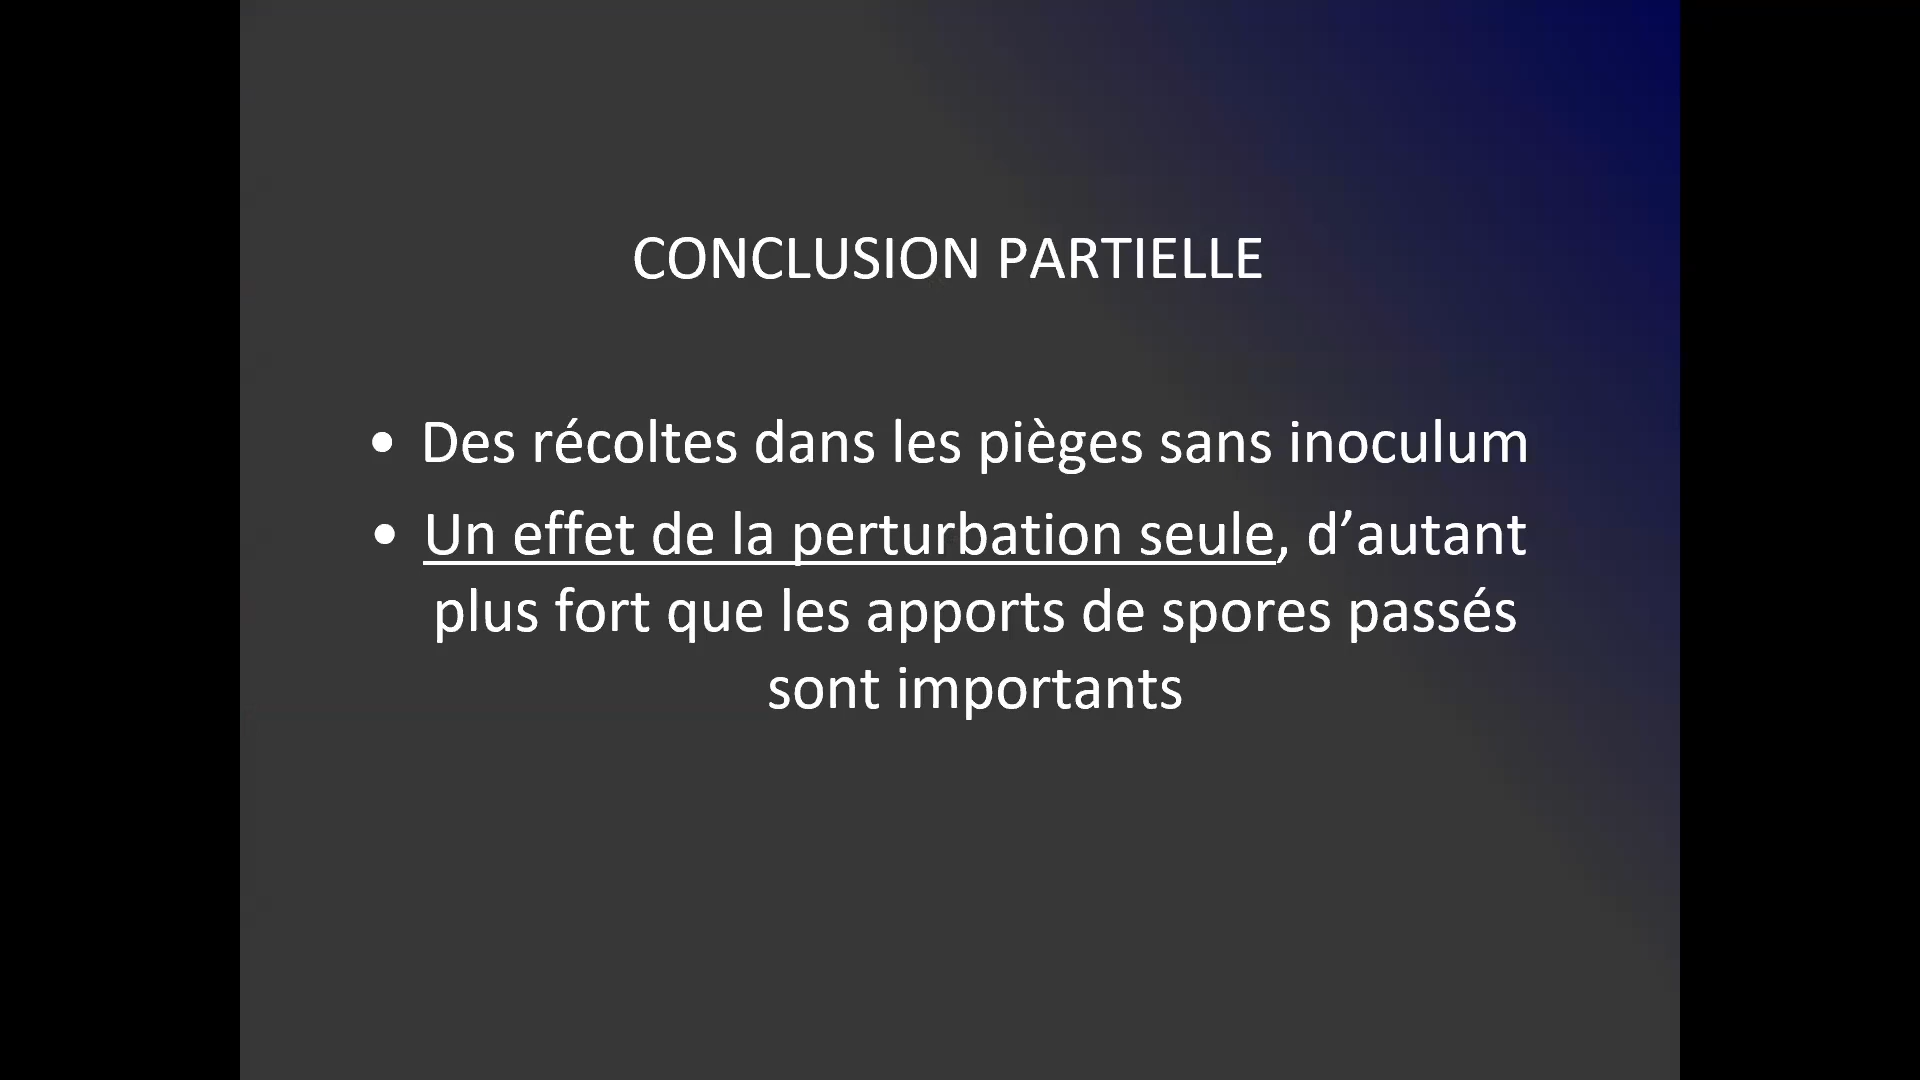 CONCLUSION PARTIELLE
• Des récoltes dans les pièges sans inoculum
• Un effet de la perturbation seule, d’autant
plus fort que les apports de spores passés
sont importants